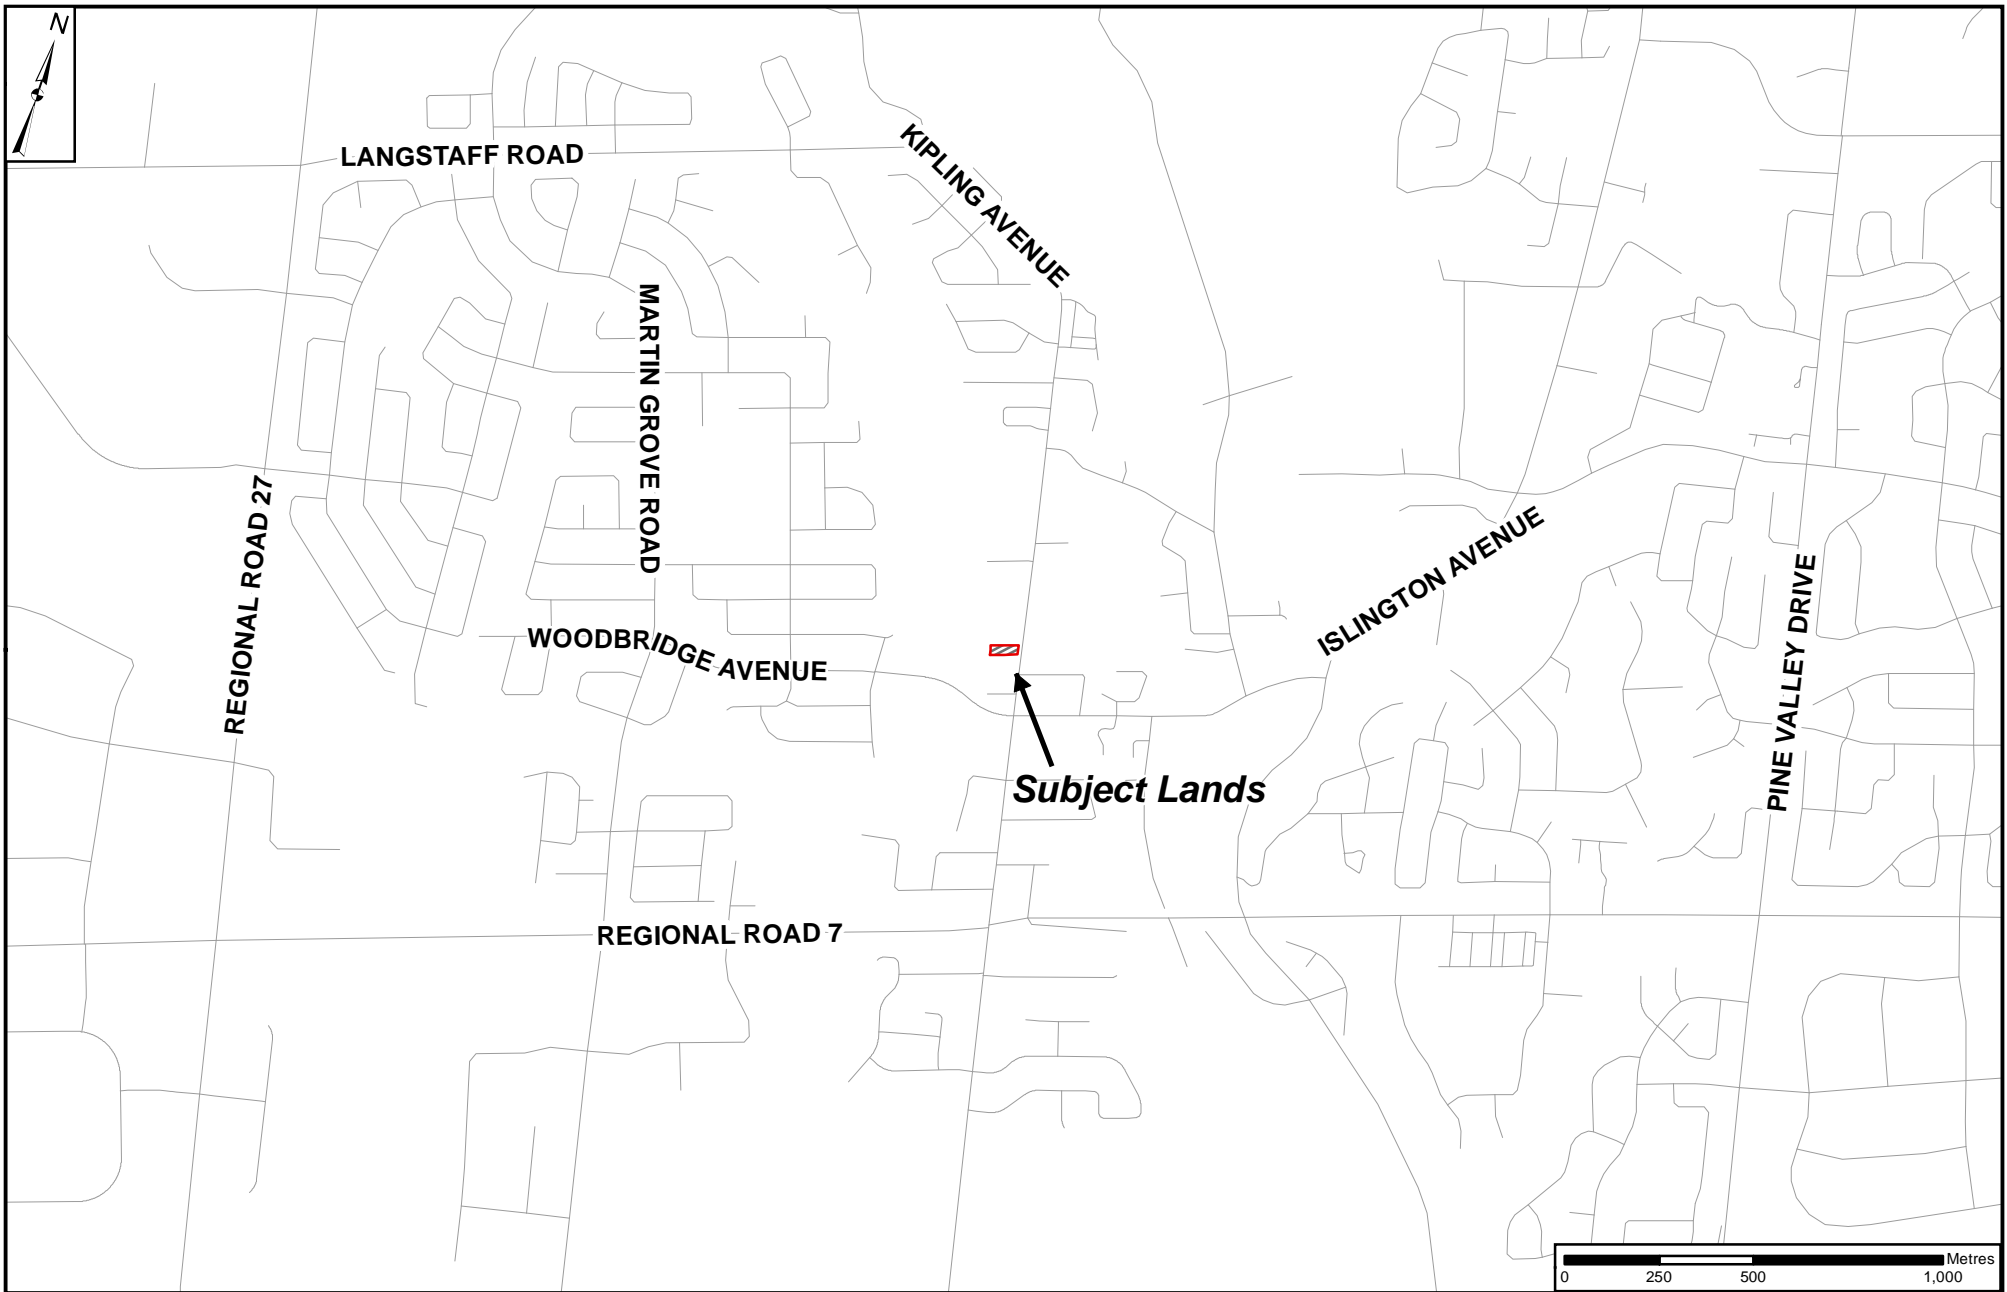 N
LANGSTAFF ROAD
KIPLING AVENUE
MARTIN GROVE ROAD
REGIONAL ROAD 27
ISLINGTON AVENUE
WOODBRIDGE AVENUE
PINE VALLEY DRIVE
Subject Lands
REGIONAL ROAD 7
Metres
0 250 500 1,000